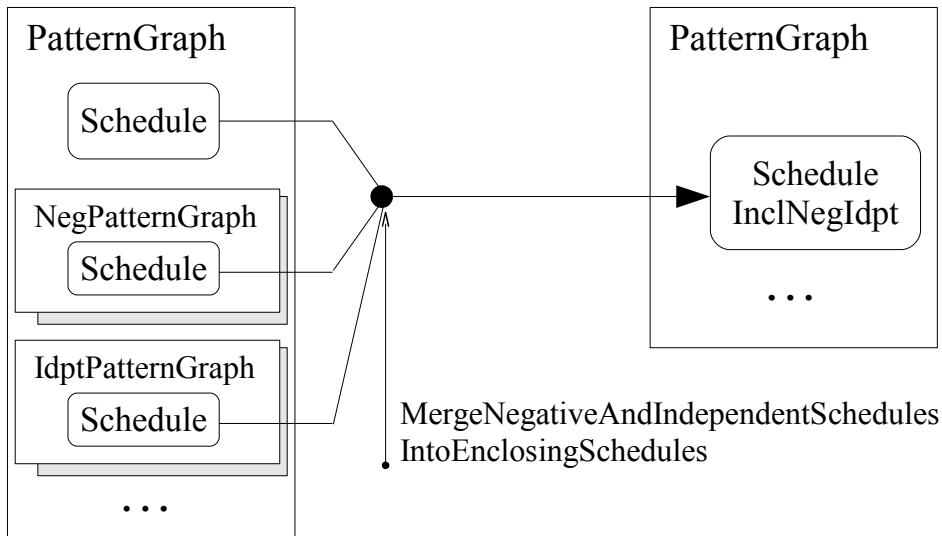 PatternGraph
Schedule
NegPatternGraph
Schedule
IdptPatternGraph
Schedule
...
MergeNegativeAndIndependentSchedules
IntoEnclosingSchedules
PatternGraph
Schedule
InclNegIdpt
...